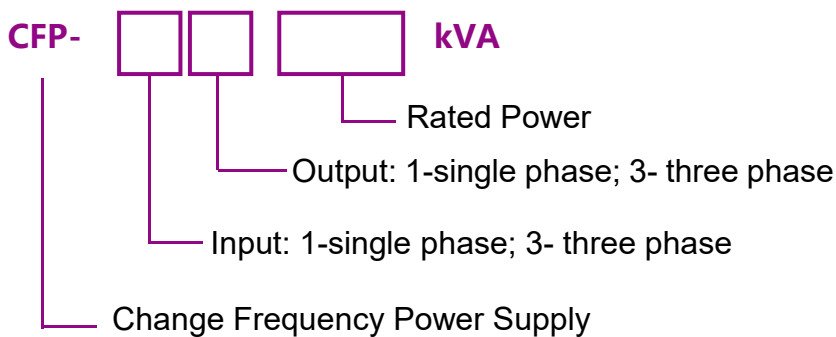 CFP- kVA
Rated Power
Output: 1-single phase; 3- three phase
Input: 1-single phase; 3- three phase
Change Frequency Power Supply